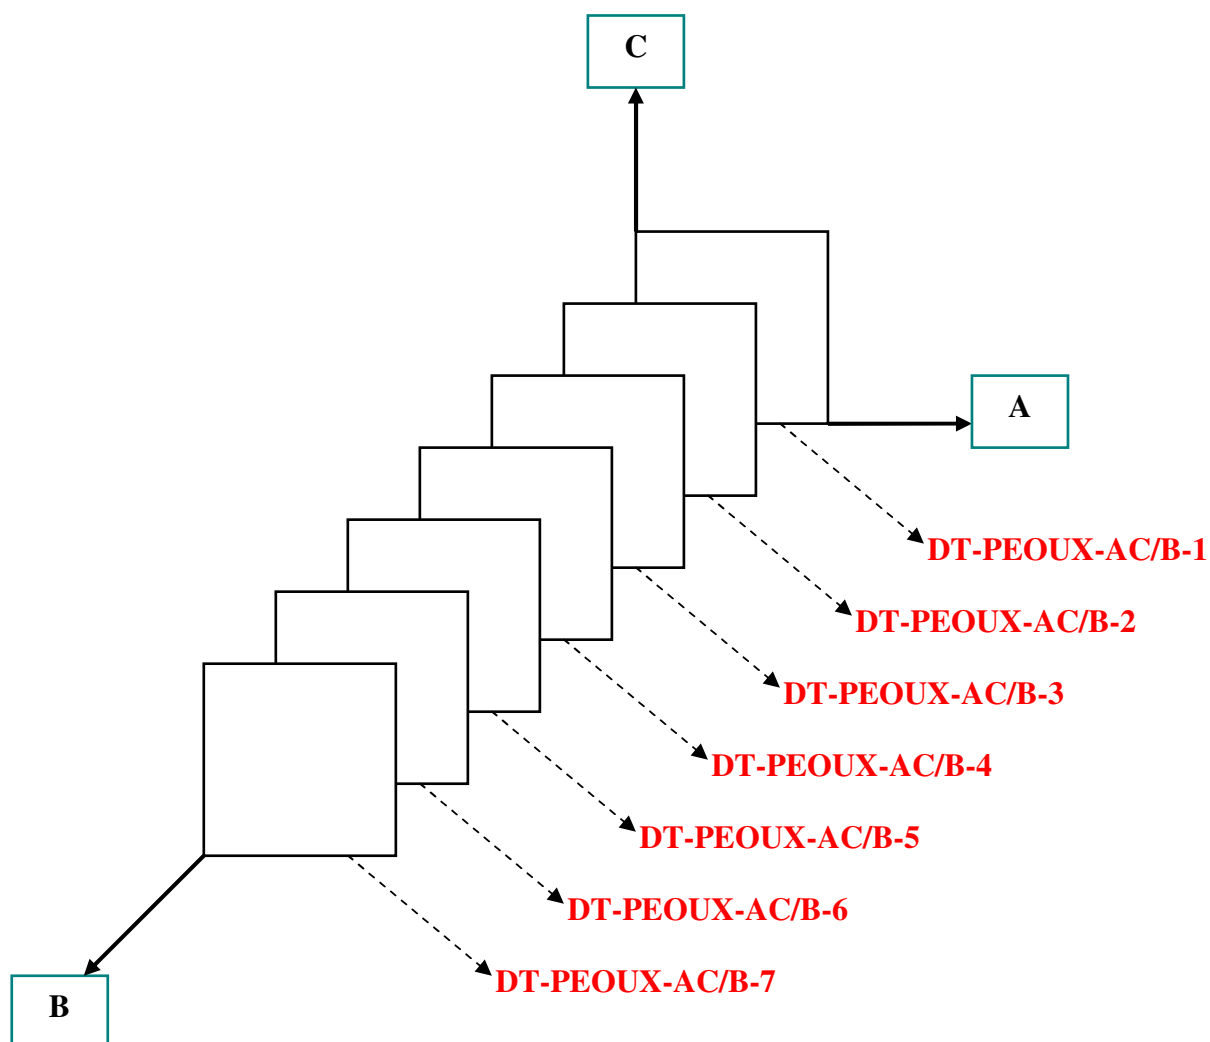 C
A
DT-PEOUX-AC/B-1
DT-PEOUX-AC/B-2
DT-PEOUX-AC/B-3
DT-PEOUX-AC/B-4
DT-PEOUX-AC/B-5
DT-PEOUX-AC/B-6
DT-PEOUX-AC/B-7
B